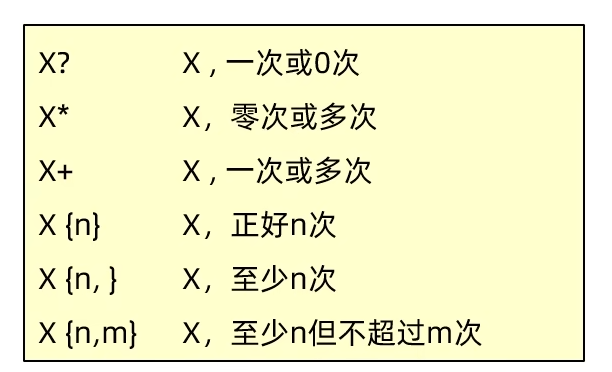 X? X , 一次或0次
X* X，零次或多次
X+ X , 一次或多次
X {n} X，正好n次
X {n, } X，至少n次
X {n,m} X，至少n但不超过m次